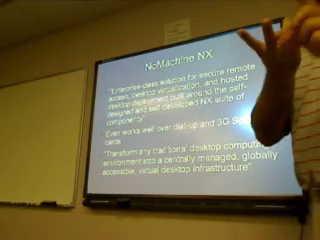 NoMachine NX
"Enterprise-class solution for secure remote
access, desktop virtualization, and hosted
desktop deployment built around the self-
designed and self developed NX suite of
components"
Even works well over dial-up and 3G
cards
"Transform any traditional desktop computing
environment into a centrally managed, globally
accessible, virtual desktop infrastructure"